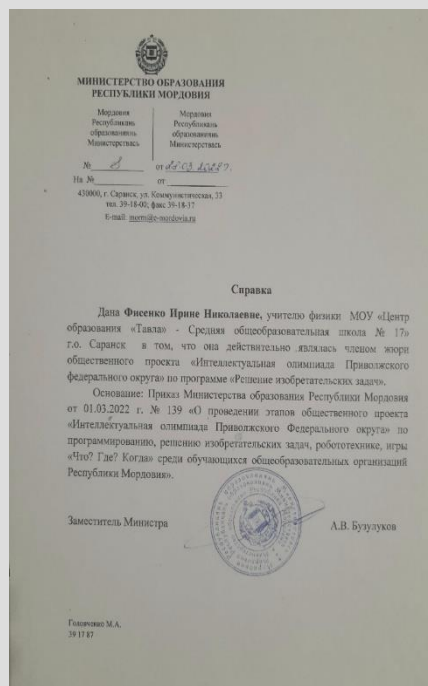 МИНИСТЕРСТВО ОБРАЗОВАНИЯ
РЕСПУБЛИКИ МОРДОВИЯ
Мордовия
Республикань
образованиянь
Министерствась
Мордовия
Республикань
образованиянь
Министерствась
№ 8 от
На № от
430000, г. Саранск, ул. Коммунистическая, 33
тел. 39-18-00; факс 39-18-37
E-mail: morm@e-mordovia.ru
Справка
Дана Фисенко Ирине Николаевне, учителю физики МОУ «Центр
образования «Тавла» - Средняя общеобразовательная школа № 17»
г.о. Саранск в том, что она действительно являлась членом жюри
общественного проекта «Интеллектуальная олимпиада Приволжского
федерального округа» по программе «Решение изобретательских задач».
Основание: Приказ Министерства образования Республики Мордовия
от 01.03.2022 г. № 139 «О проведении этапов общественного проекта
«Интеллектуальная олимпиада Приволжского Федерального округа» по
программированию, решению изобретательских задач, робототехнике, игры
«Что? Где? Когда» среди обучающихся общеобразовательных организаций
Республики Мордовия».
Заместитель Министра А.В. Бузулуков
М.А.
39 17 87